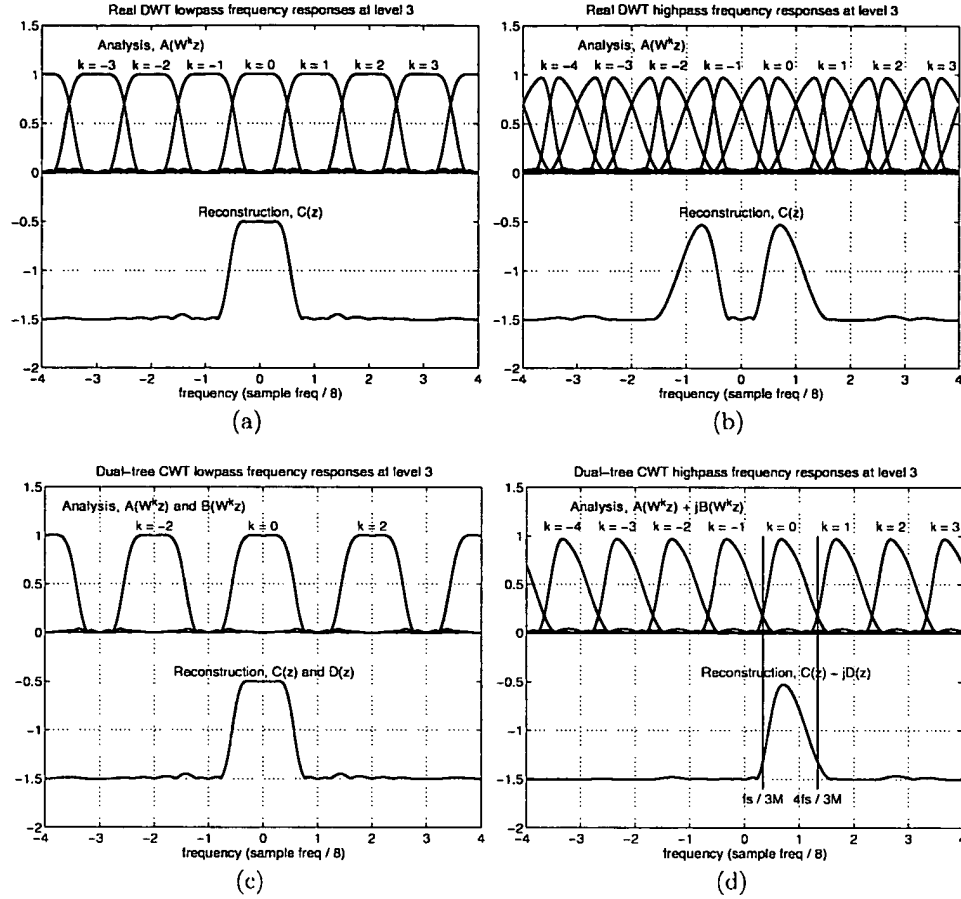 Real DWT lowpass frequency responses at level 3
1.5
Analysis, A(W^k z)
k = −3 k = −2 k = −1 k = 0 k = 1 k = 2 k = 3
1
0.5
0
Reconstruction, C(z)
−0.5
−1
−1.5
−2
−4 −3 −2 −1 0 1 2 3 4
frequency (sample freq / 8)
(a)
Real DWT highpass frequency responses at level 3
1.5
Analysis, A(W^k z)
k = −4 k = −3 k = −2 k = −1 k = 0 k = 1 k = 2 k = 3
1
0.5
0
Reconstruction, C(z)
−0.5
−1
−1.5
−2
−4 −3 −2 −1 0 1 2 3 4
frequency (sample freq / 8)
(b)
Dual−tree CWT lowpass frequency responses at level 3
1.5
Analysis, A(W^k z) and B(W^k z)
k = −2 k = 0 k = 2
1
0.5
0
Reconstruction, C(z) and D(z)
−0.5
−1
−1.5
−2
−4 −3 −2 −1 0 1 2 3 4
frequency (sample freq / 8)
(c)
Dual−tree CWT highpass frequency responses at level 3
1.5
Analysis, A(W^k z) + jB(W^k z)
k = −4 k = −3 k = −2 k = −1 k = 0 k = 1 k = 2 k = 3
1
0.5
0
Reconstruction, C(z) − jD(z)
−0.5
−1
−1.5
fs / 3M 4fs / 3M
−2
−4 −3 −2 −1 0 1 2 3 4
frequency (sample freq / 8)
(d)